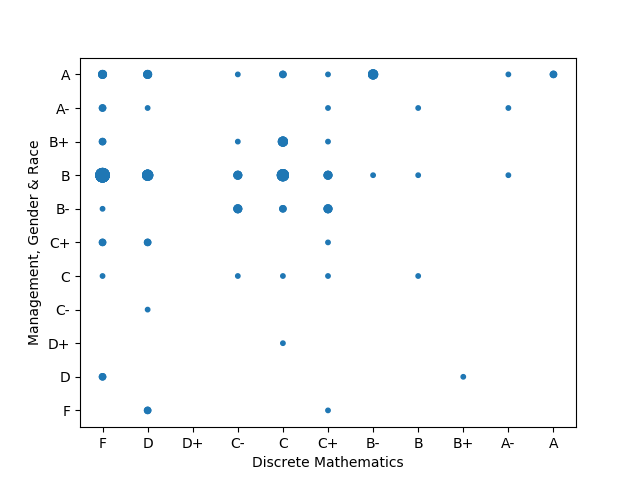 Management, Gender & Race
A
A-
B+
B
B-
C+
C
C-
D+
D
F
F D D+ C- C C+ B- B B+ A- A
Discrete Mathematics